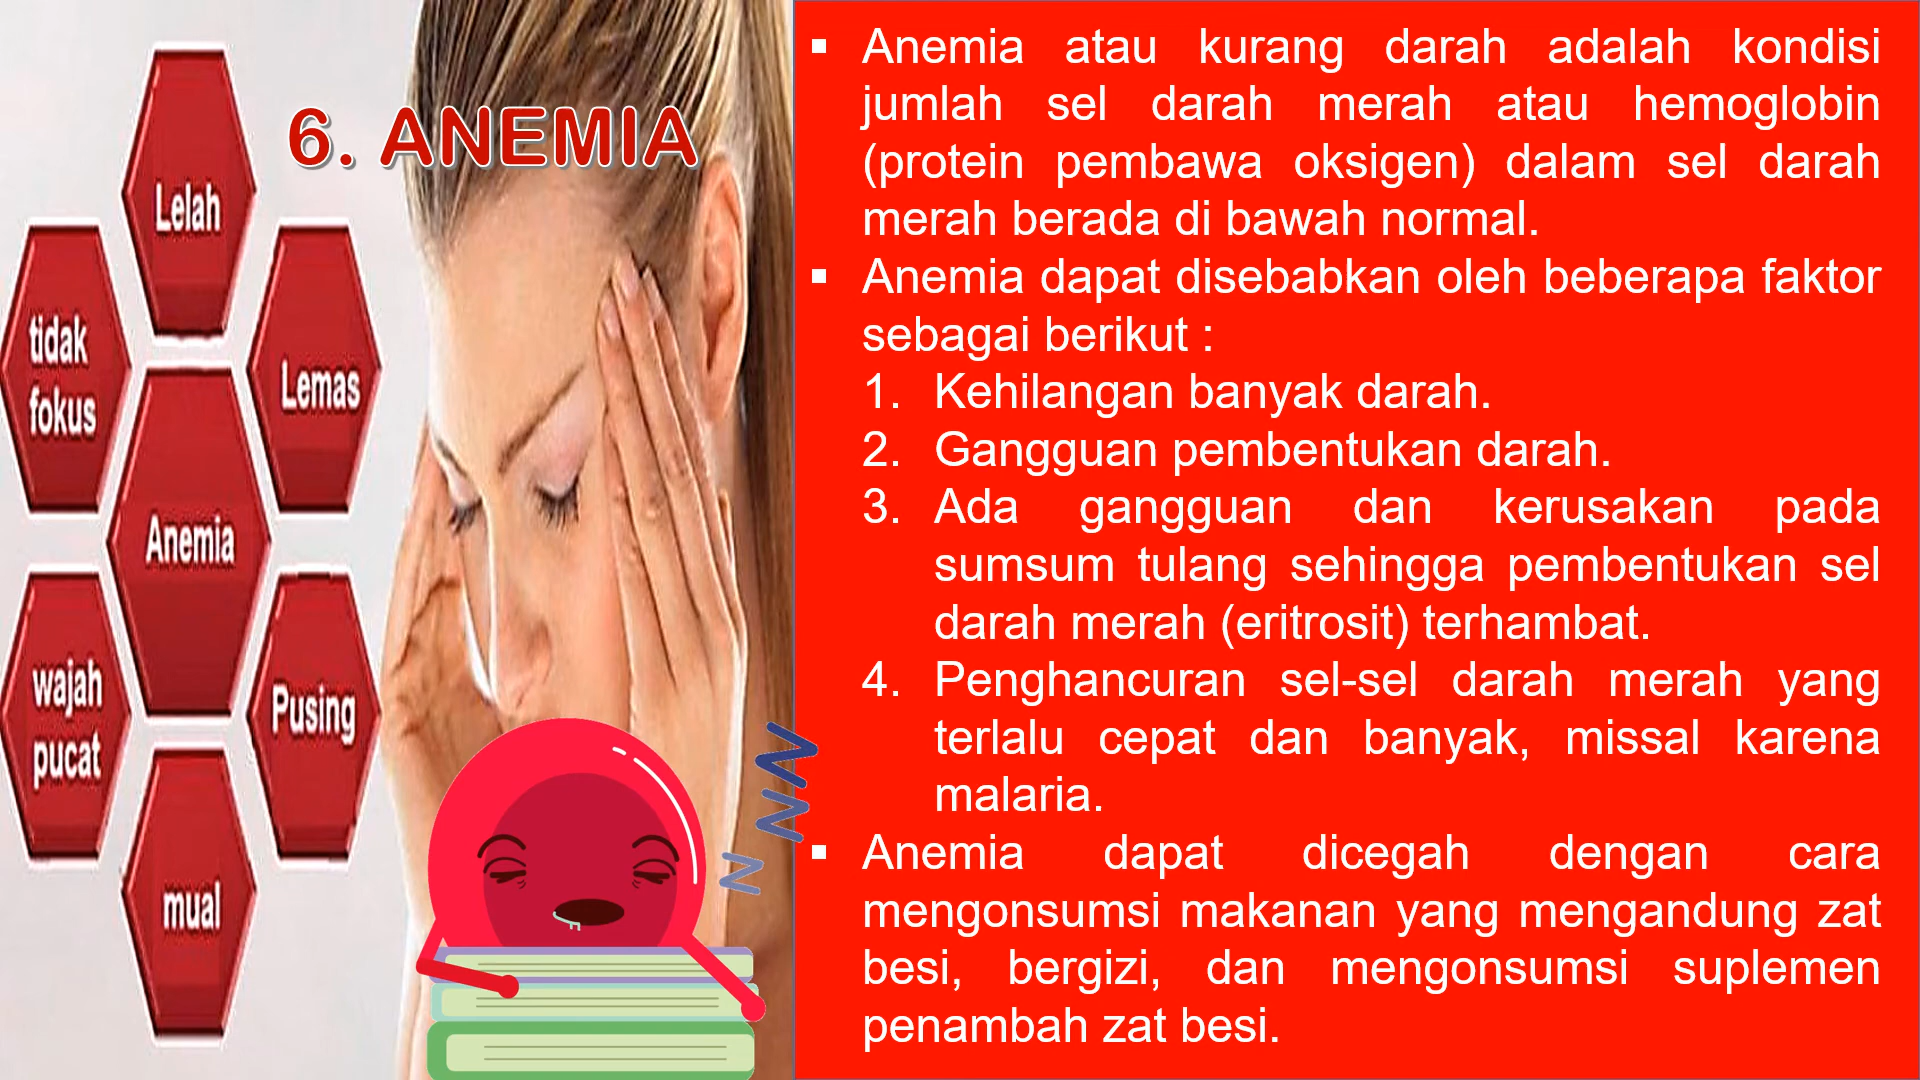 6. ANEMIA
Lelah
tidak
fokus
Lemas
Anemia
wajah
pucat
Pusing
mual
▪ Anemia atau kurang darah adalah kondisi
jumlah sel darah merah atau hemoglobin
(protein pembawa oksigen) dalam sel darah
merah berada di bawah normal.
▪ Anemia dapat disebabkan oleh beberapa faktor
sebagai berikut :
1. Kehilangan banyak darah.
2. Gangguan pembentukan darah.
3. Ada gangguan dan kerusakan pada
sumsum tulang sehingga pembentukan sel
darah merah (eritrosit) terhambat.
4. Penghancuran sel-sel darah merah yang
terlalu cepat dan banyak, missal karena
malaria.
▪ Anemia dapat dicegah dengan cara
mengonsumsi makanan yang mengandung zat
besi, bergizi, dan mengonsumsi suplemen
penambah zat besi.